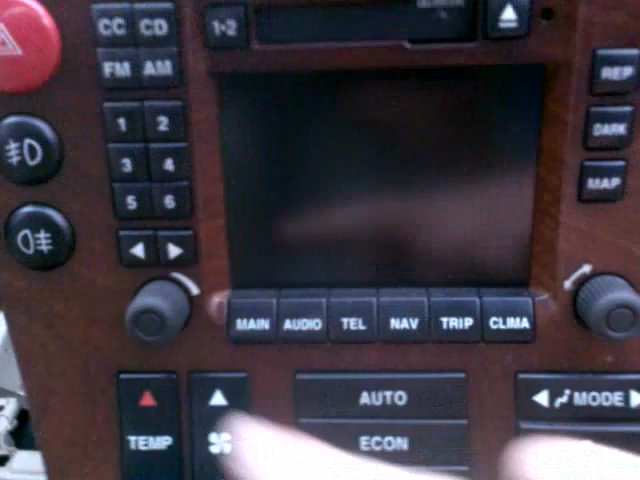 CC CD
1•2
FM AM
REP
1 2
DARK
3 4
MAP
5 6
MAIN AUDIO TEL NAV TRIP CLIMA
AUTO
MODE
TEMP
ECON